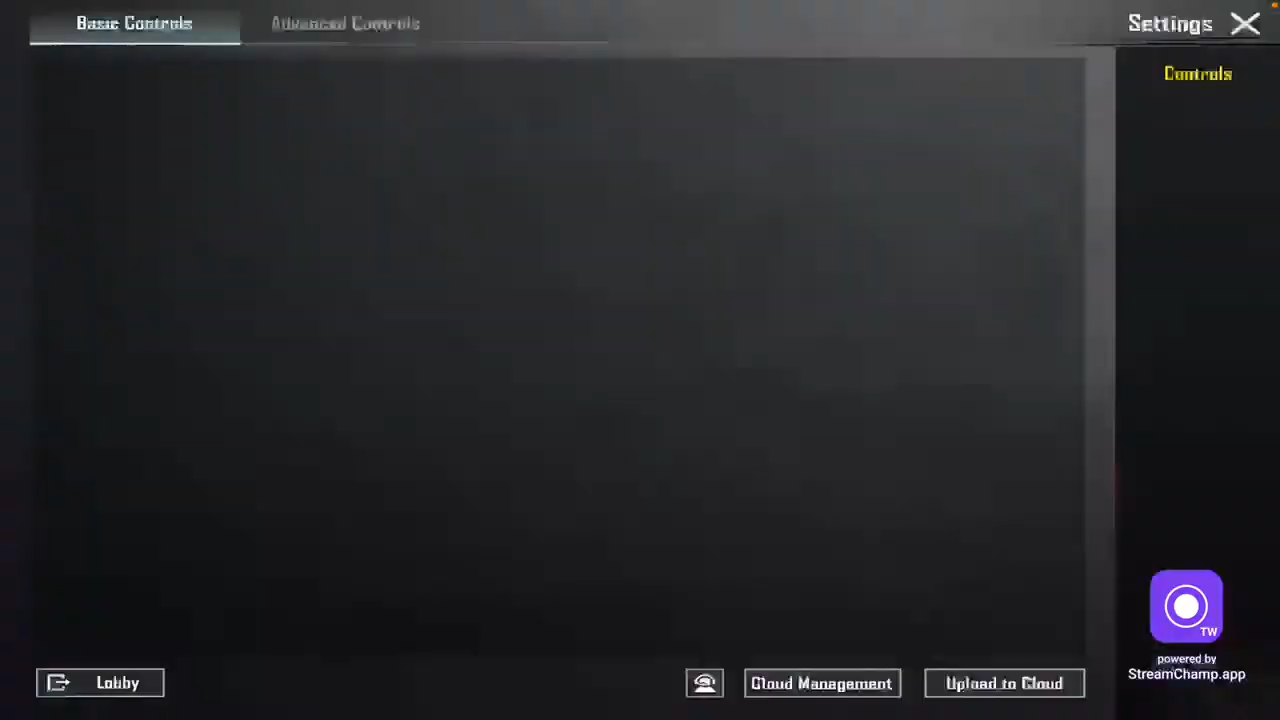 Basic Controls
Advanced Controls
Settings
Controls
Lobby
Cloud Management
Upload to Cloud
TW
powered by
StreamChamp.app